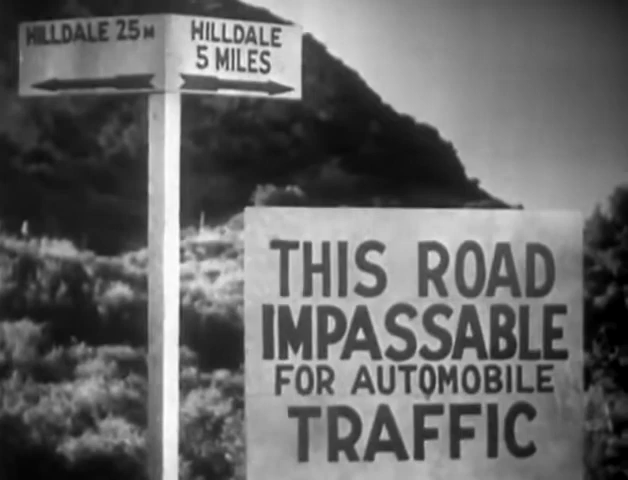 HILLDALE 25 M
HILLDALE
5 MILES
THIS ROAD
IMPASSABLE
FOR AUTOMOBILE
TRAFFIC